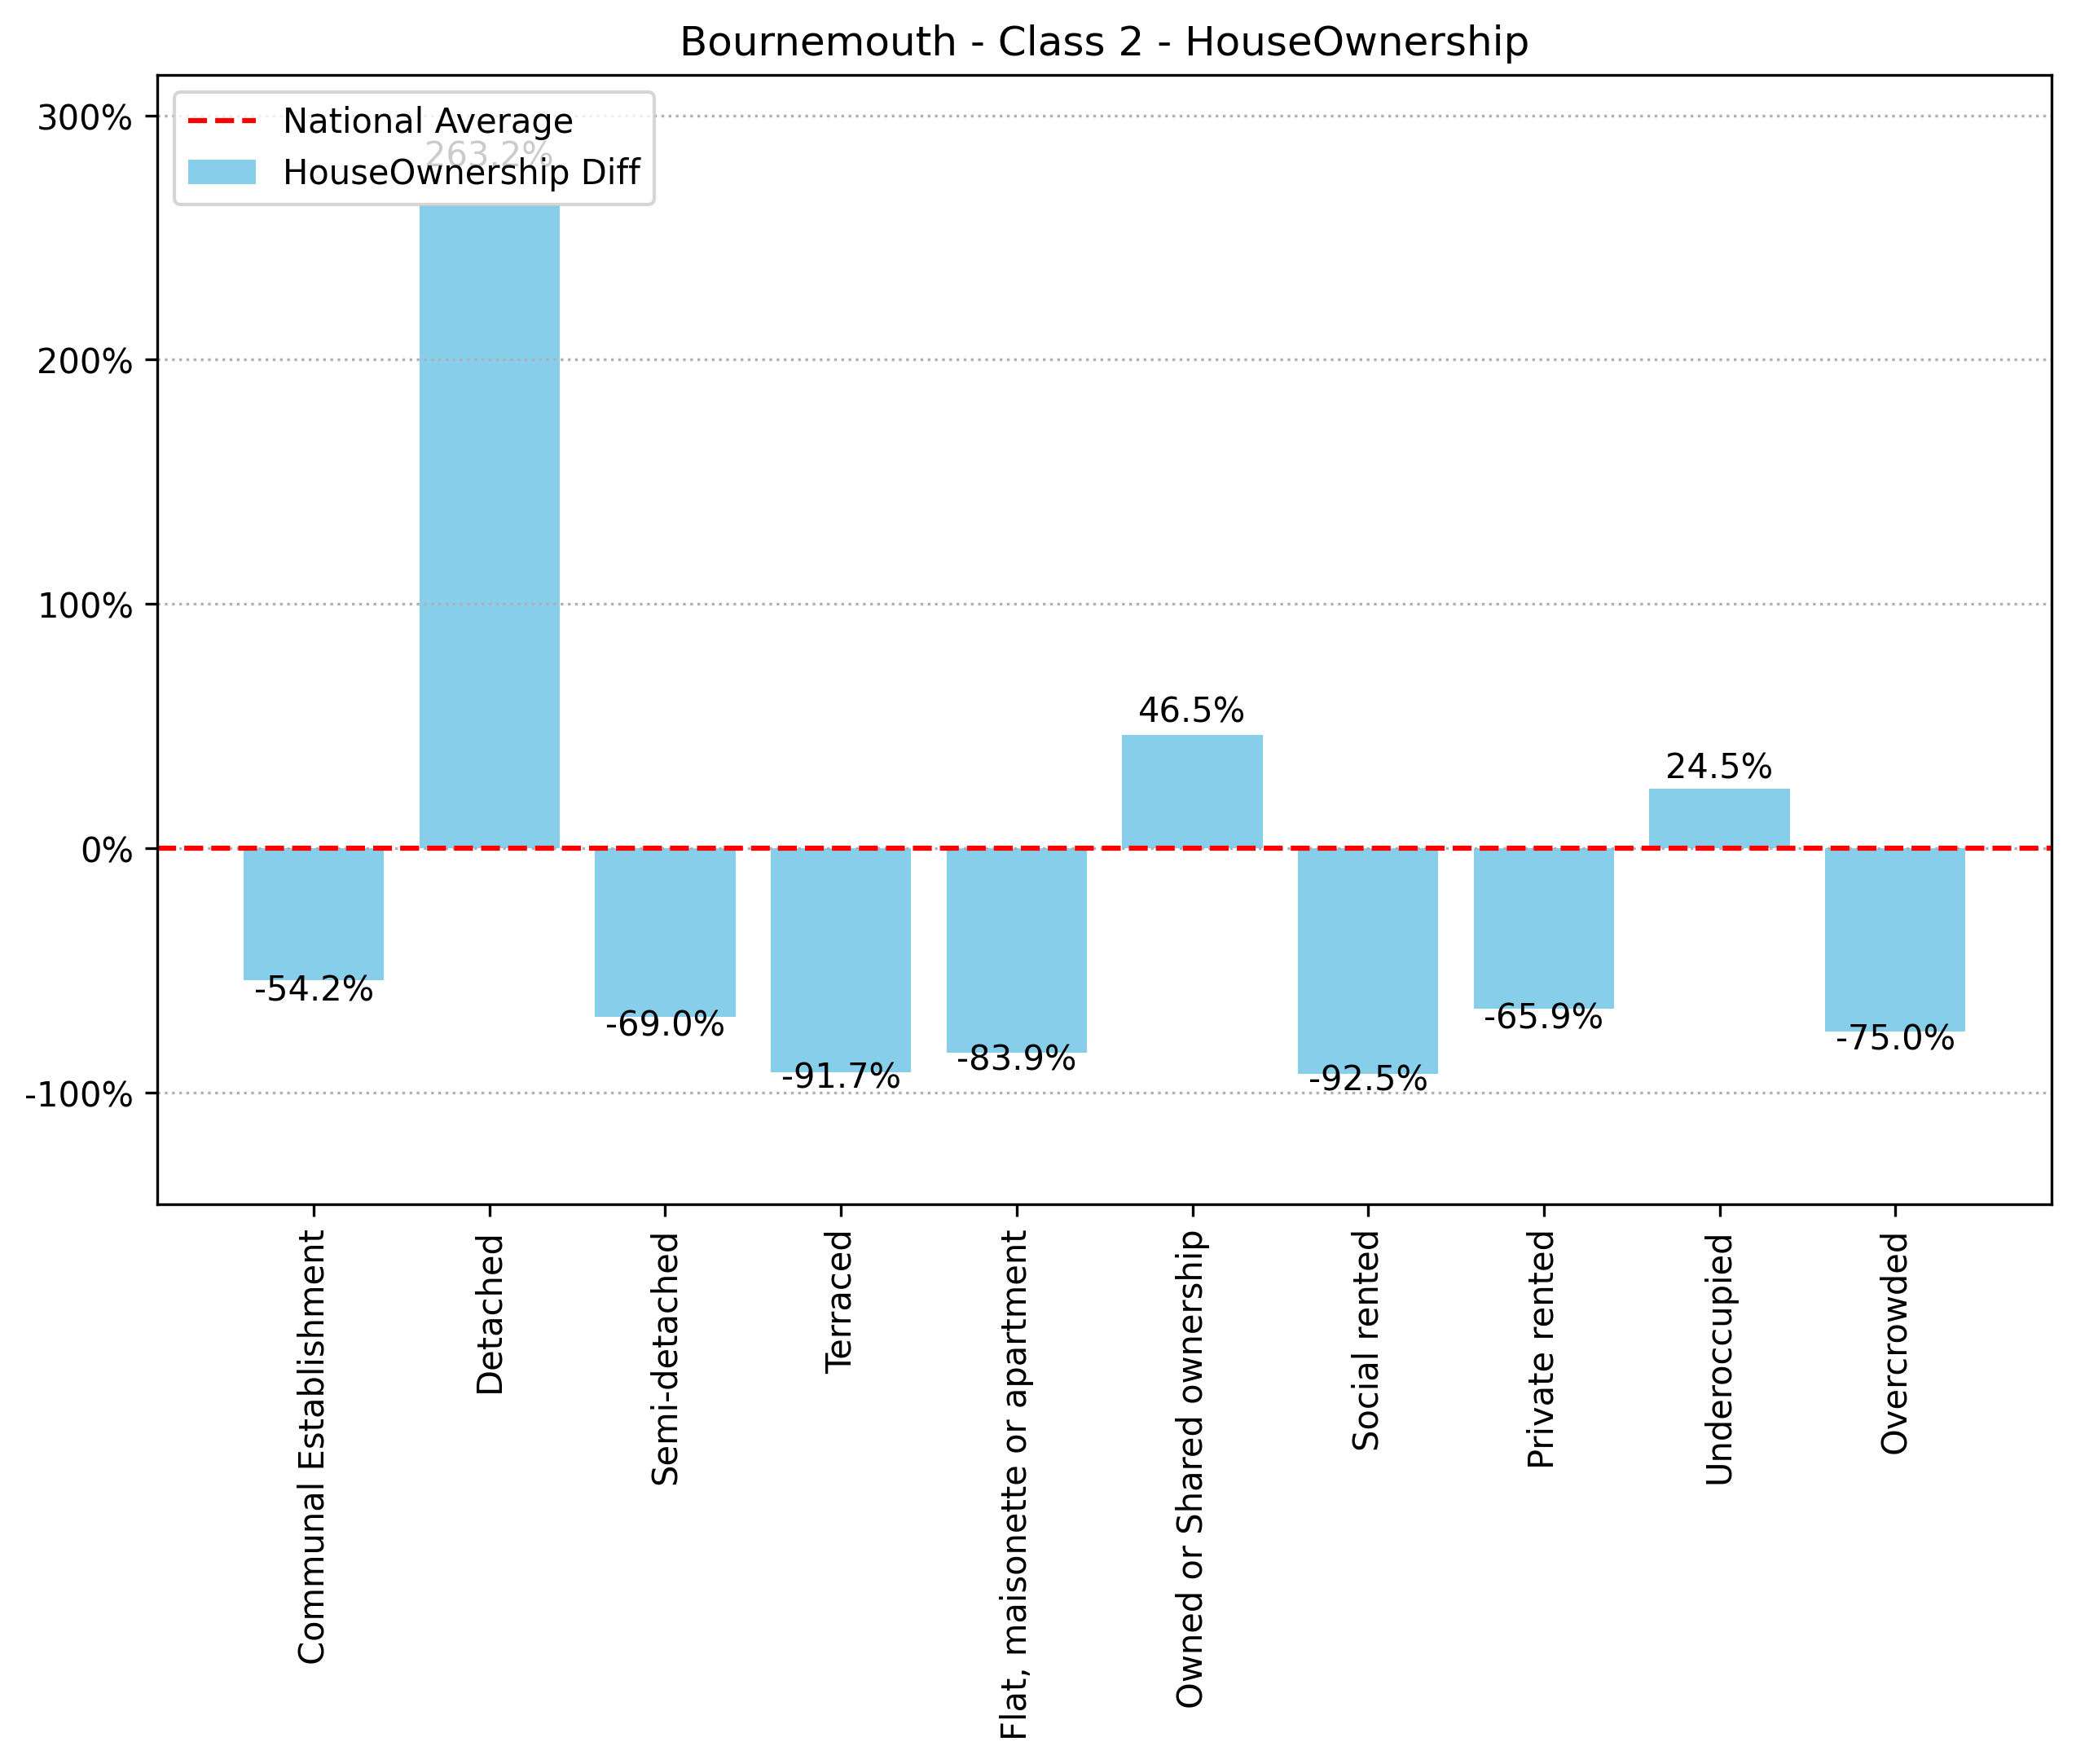 Bournemouth - Class 2 - HouseOwnership
300%
200%
100%
0%
-100%
National Average
HouseOwnership Diff
263.2%
-54.2%
-69.0%
-91.7%
-83.9%
46.5%
-92.5%
-65.9%
24.5%
-75.0%
Communal Establishment
Detached
Semi-detached
Terraced
Flat, maisonette or apartment
Owned or Shared ownership
Social rented
Private rented
Underoccupied
Overcrowded